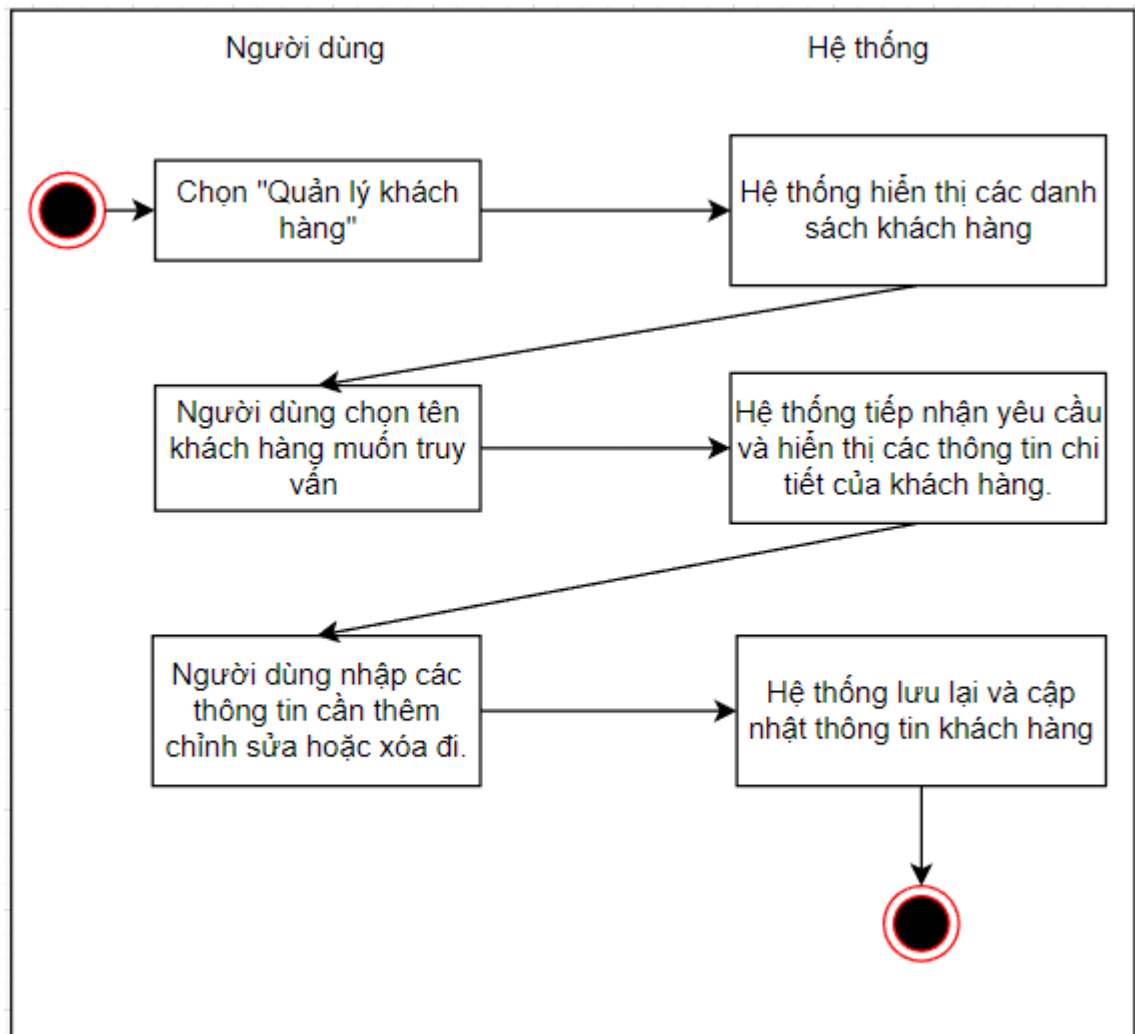 Người dùng
Hệ thống
Chọn "Quản lý khách
hàng"
Hệ thống hiển thị các danh
sách khách hàng
Người dùng chọn tên
khách hàng muốn truy
vấn
Hệ thống tiếp nhận yêu cầu
và hiển thị các thông tin chi
tiết của khách hàng.
Người dùng nhập các
thông tin cần thêm
chỉnh sửa hoặc xóa đi.
Hệ thống lưu lại và cập
nhật thông tin khách hàng